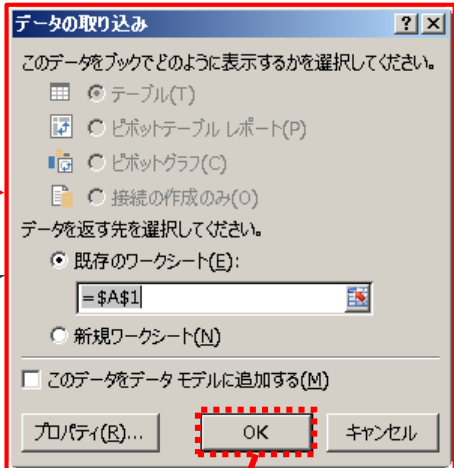 データの取り込み
このデータをブックでどのように表示するかを選択してください。
テーブル(T)
ピボットテーブル レポート(P)
ピボットグラフ(C)
接続の作成のみ(O)
データを返す先を選択してください。
既存のワークシート(E):
=$A$1
新規ワークシート(N)
このデータをデータ モデルに追加する(M)
プロパティ(R)... OK キャンセル